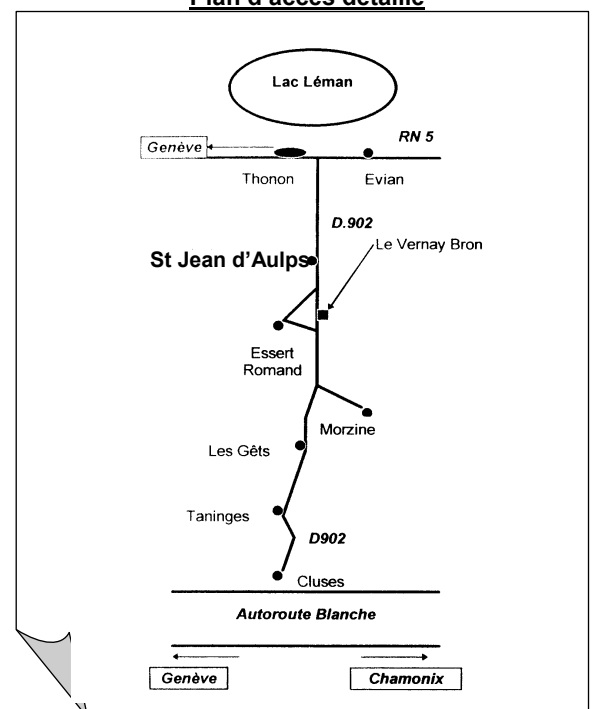 Plan d'accès détaillé
Lac Léman
RN 5
Genève
Thonon
Evian
D.902
Le Vernay Bron
St Jean d’Aulps
Essert
Romand
Morzine
Les Gêts
Taninges
D902
Cluses
Autoroute Blanche
Genève
Chamonix